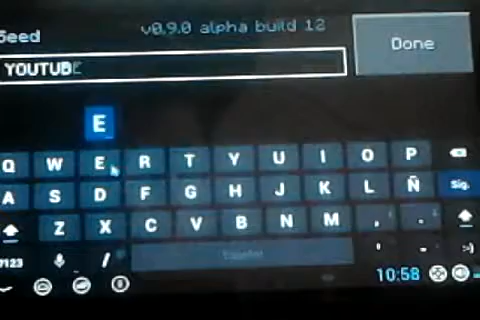 Seed
v0.9.0 alpha build 12
Done
YOUTUBE
E
Q W E R T Y U I O P
A S D F G H J K L Ñ Sig.
Z X C V B N M , .
?123 / Español ' - :-)
10:58